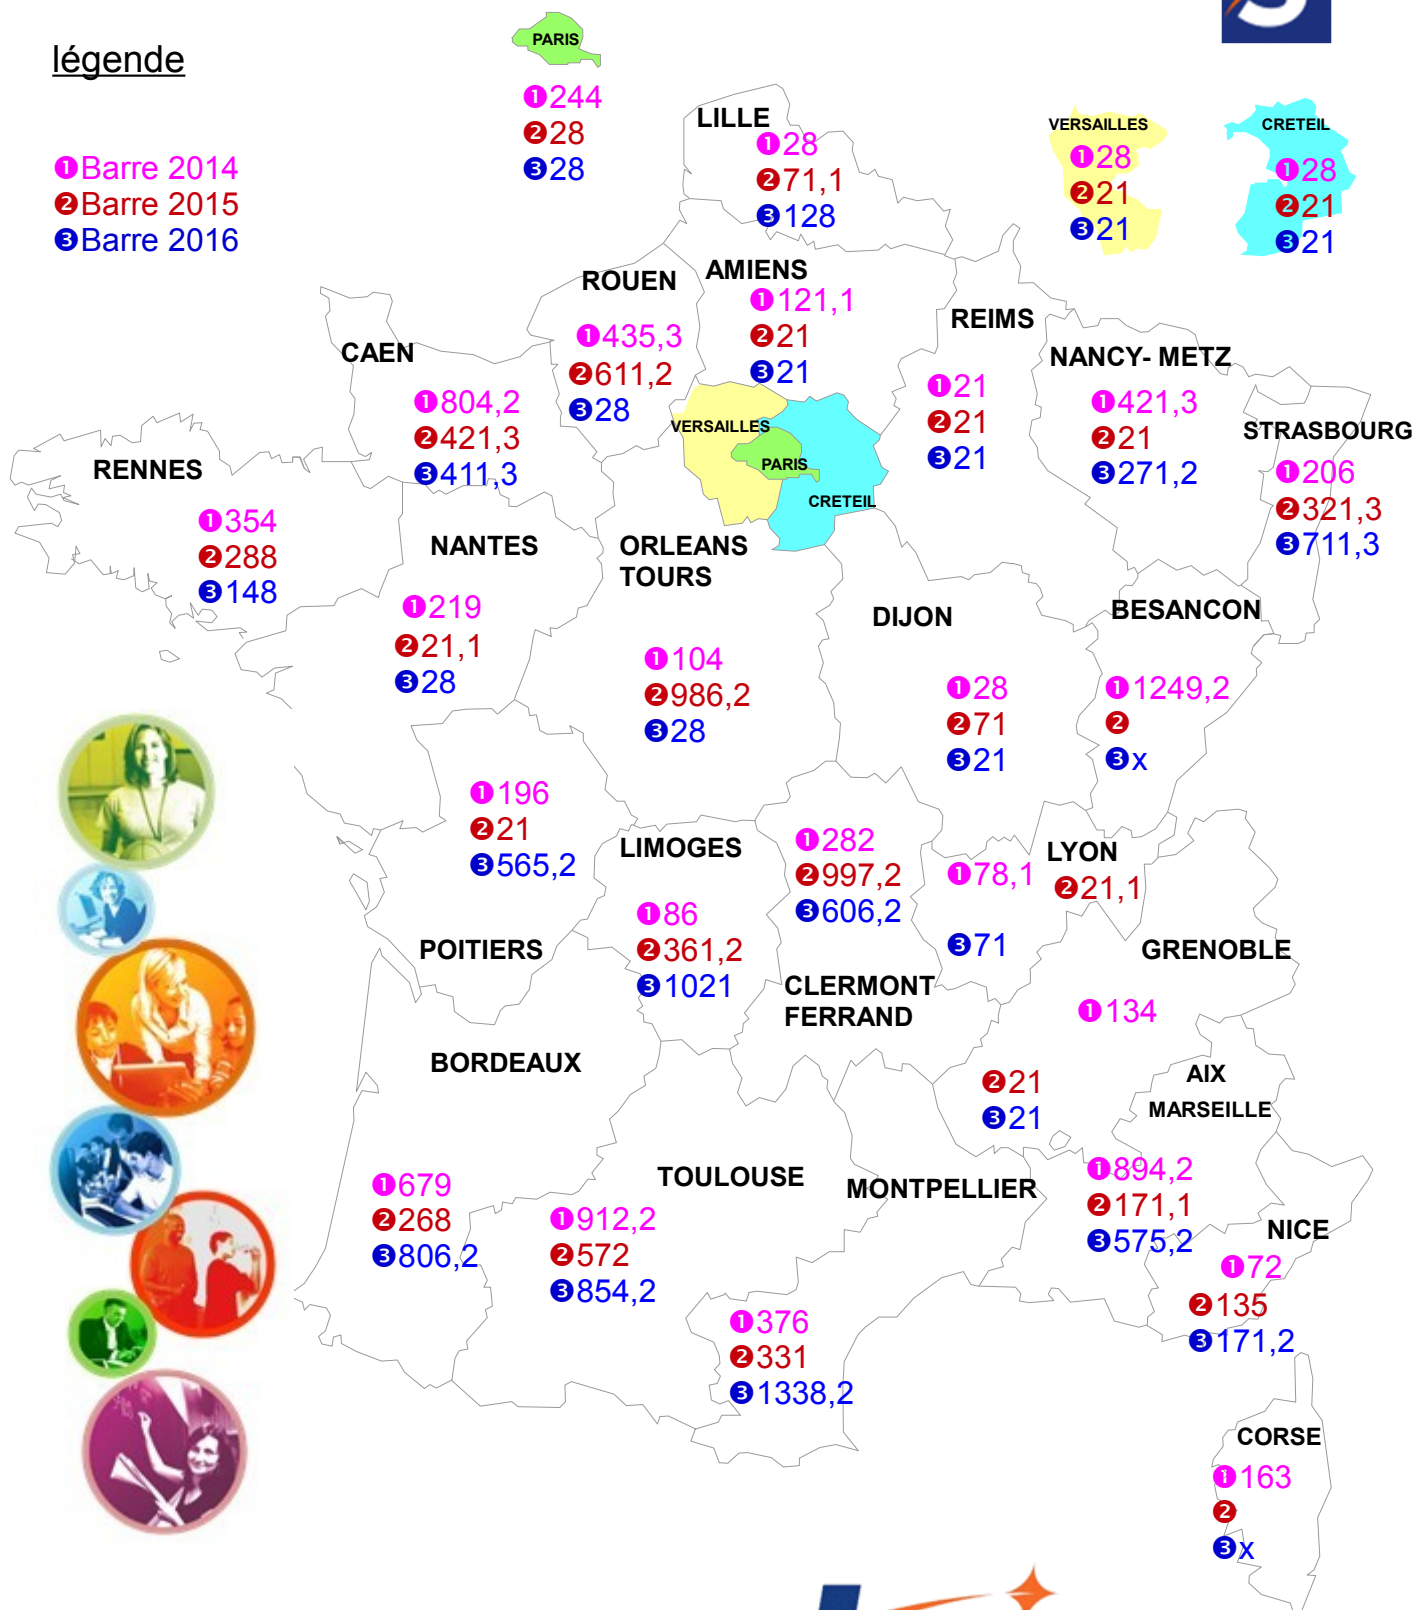 légende
❶Barre 2014
❷Barre 2015
❸Barre 2016
PARIS
❶244
❷28
❸28
LILLE
❶28
❷71,1
❸128
VERSAILLES
❶28
❷21
❸21
CRETEIL
❶28
❷21
❸21
ROUEN
❶435,3
❷611,2
❸28
AMIENS
❶121,1
❷21
❸21
REIMS
❶21
❷21
❸21
NANCY- METZ
❶421,3
❷21
❸271,2
STRASBOURG
❶206
❷321,3
❸711,3
CAEN
❶804,2
❷421,3
❸411,3
VERSAILLES
PARIS
CRETEIL
RENNES
❶354
❷288
❸148
NANTES
❶219
❷21,1
❸28
ORLEANS
TOURS
❶104
❷986,2
❸28
DIJON
❶28
❷71
❸21
BESANCON
❶1249,2
❷
❸x
❶196
❷21
❸565,2
POITIERS
LIMOGES
❶86
❷361,2
❸1021
❶282
❷997,2
❸606,2
CLERMONT
FERRAND
LYON
❶78,1
❷21,1
❸71
GRENOBLE
❶134
❷21
❸21
AIX
MARSEILLE
❶894,2
❷171,1
❸575,2
BORDEAUX
❶679
❷268
❸806,2
TOULOUSE
❶912,2
❷572
❸854,2
MONTPELLIER
❶376
❷331
❸1338,2
NICE
❶72
❷135
❸171,2
CORSE
❶163
❷
❸x